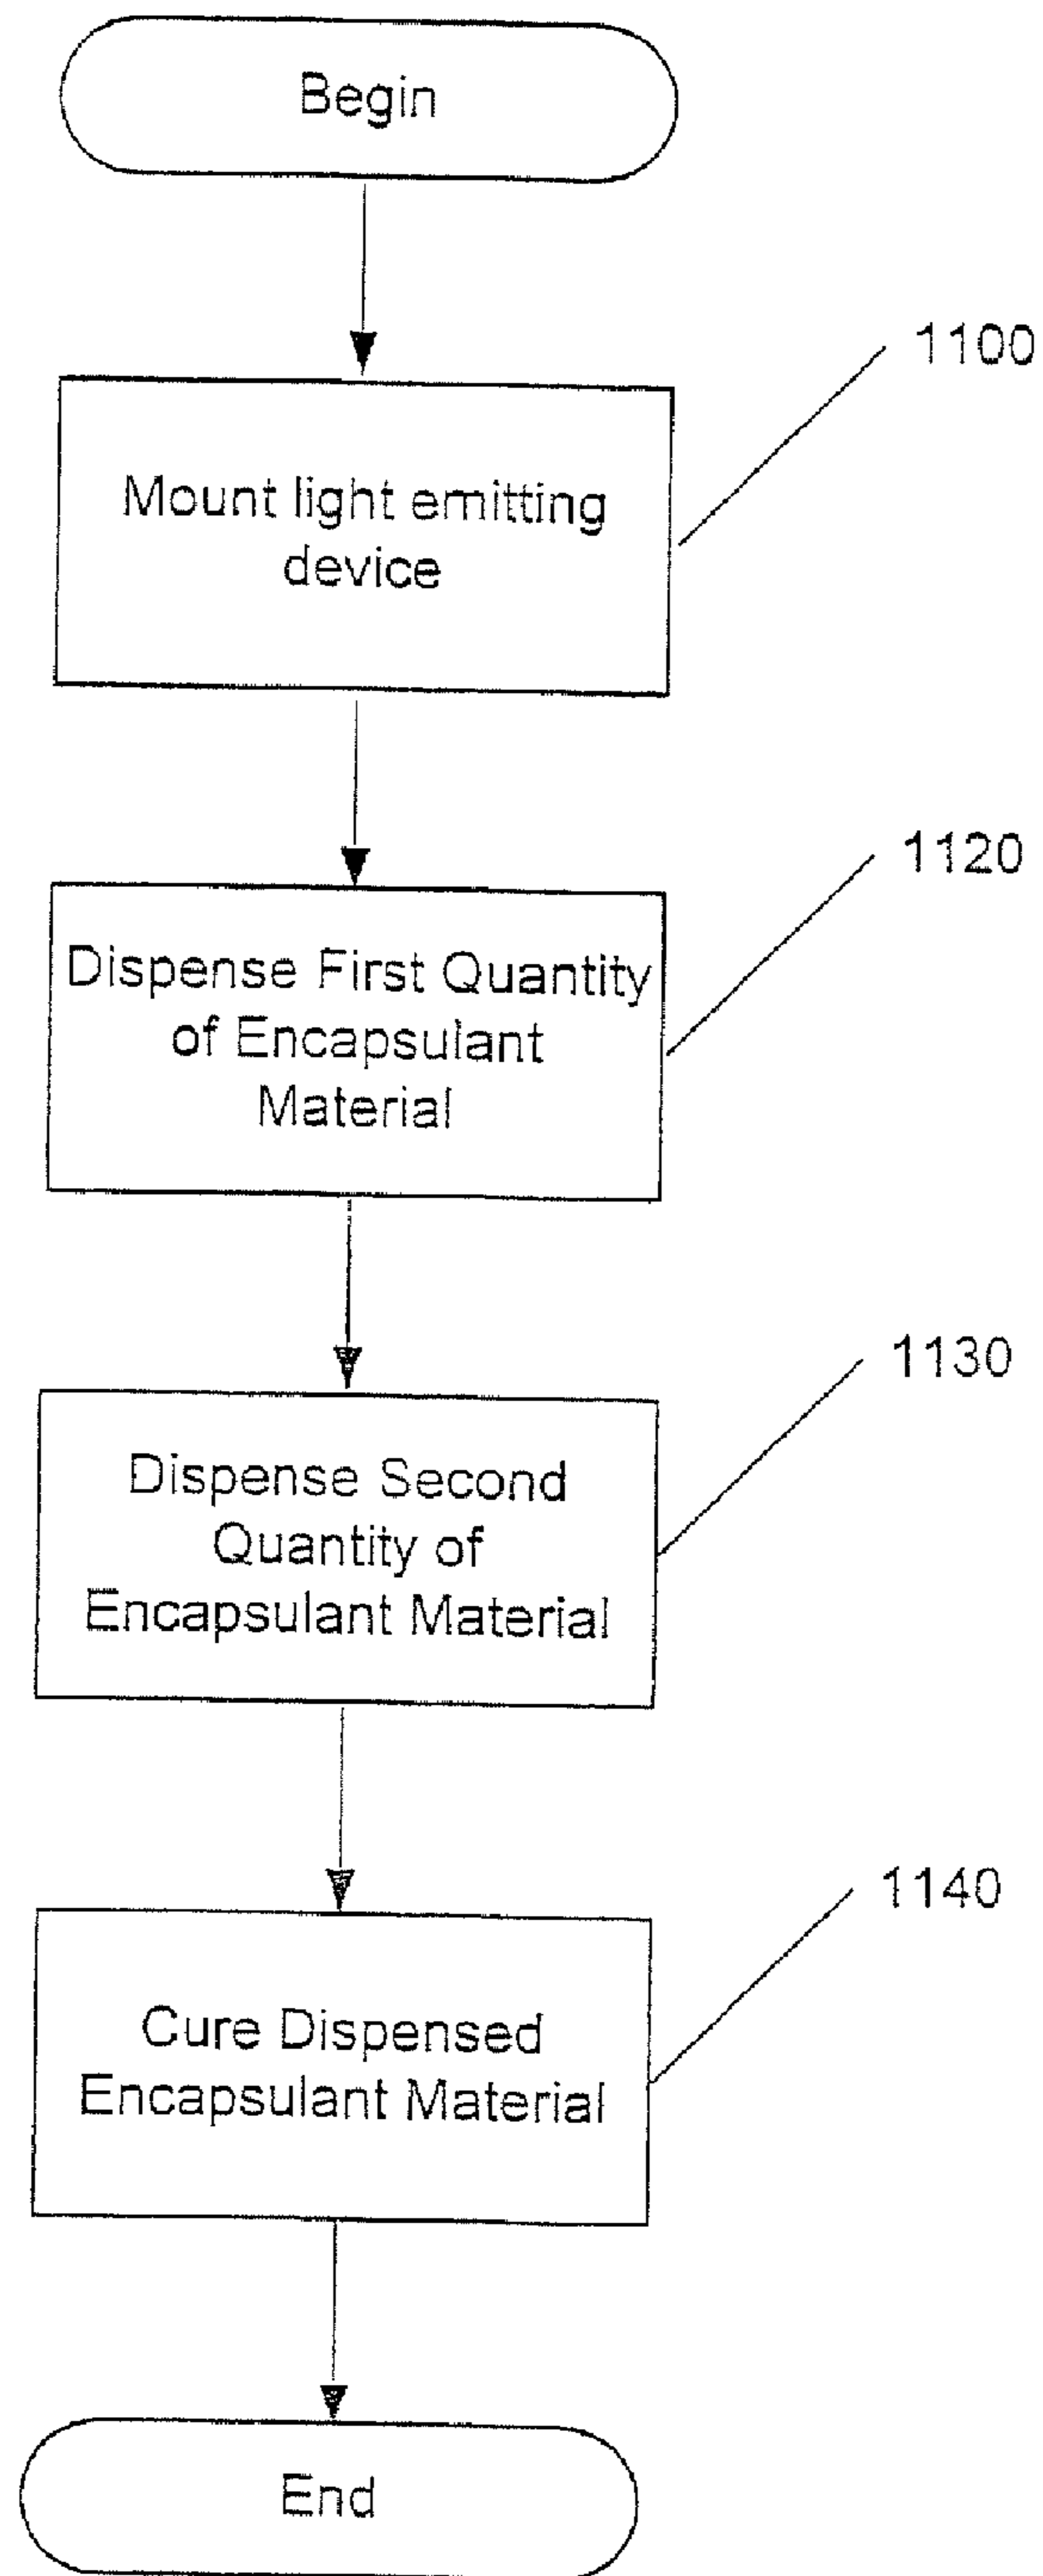 Begin
1100
Mount light emitting
device
1120
Dispense First Quantity
of Encapsulant
Material
1130
Dispense Second
Quantity of
Encapsulant Material
1140
Cure Dispensed
Encapsulant Material
End